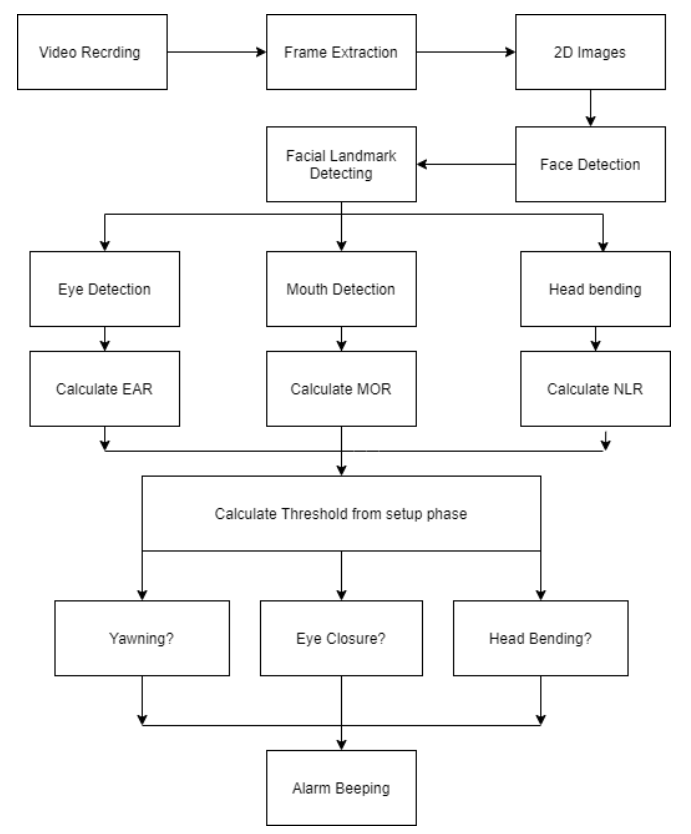 Video Recrding
Frame Extraction
2D Images
Facial Landmark
Detecting
Face Detection
Eye Detection
Mouth Detection
Head bending
Calculate EAR
Calculate MOR
Calculate NLR
Calculate Threshold from setup phase
Yawning?
Eye Closure?
Head Bending?
Alarm Beeping